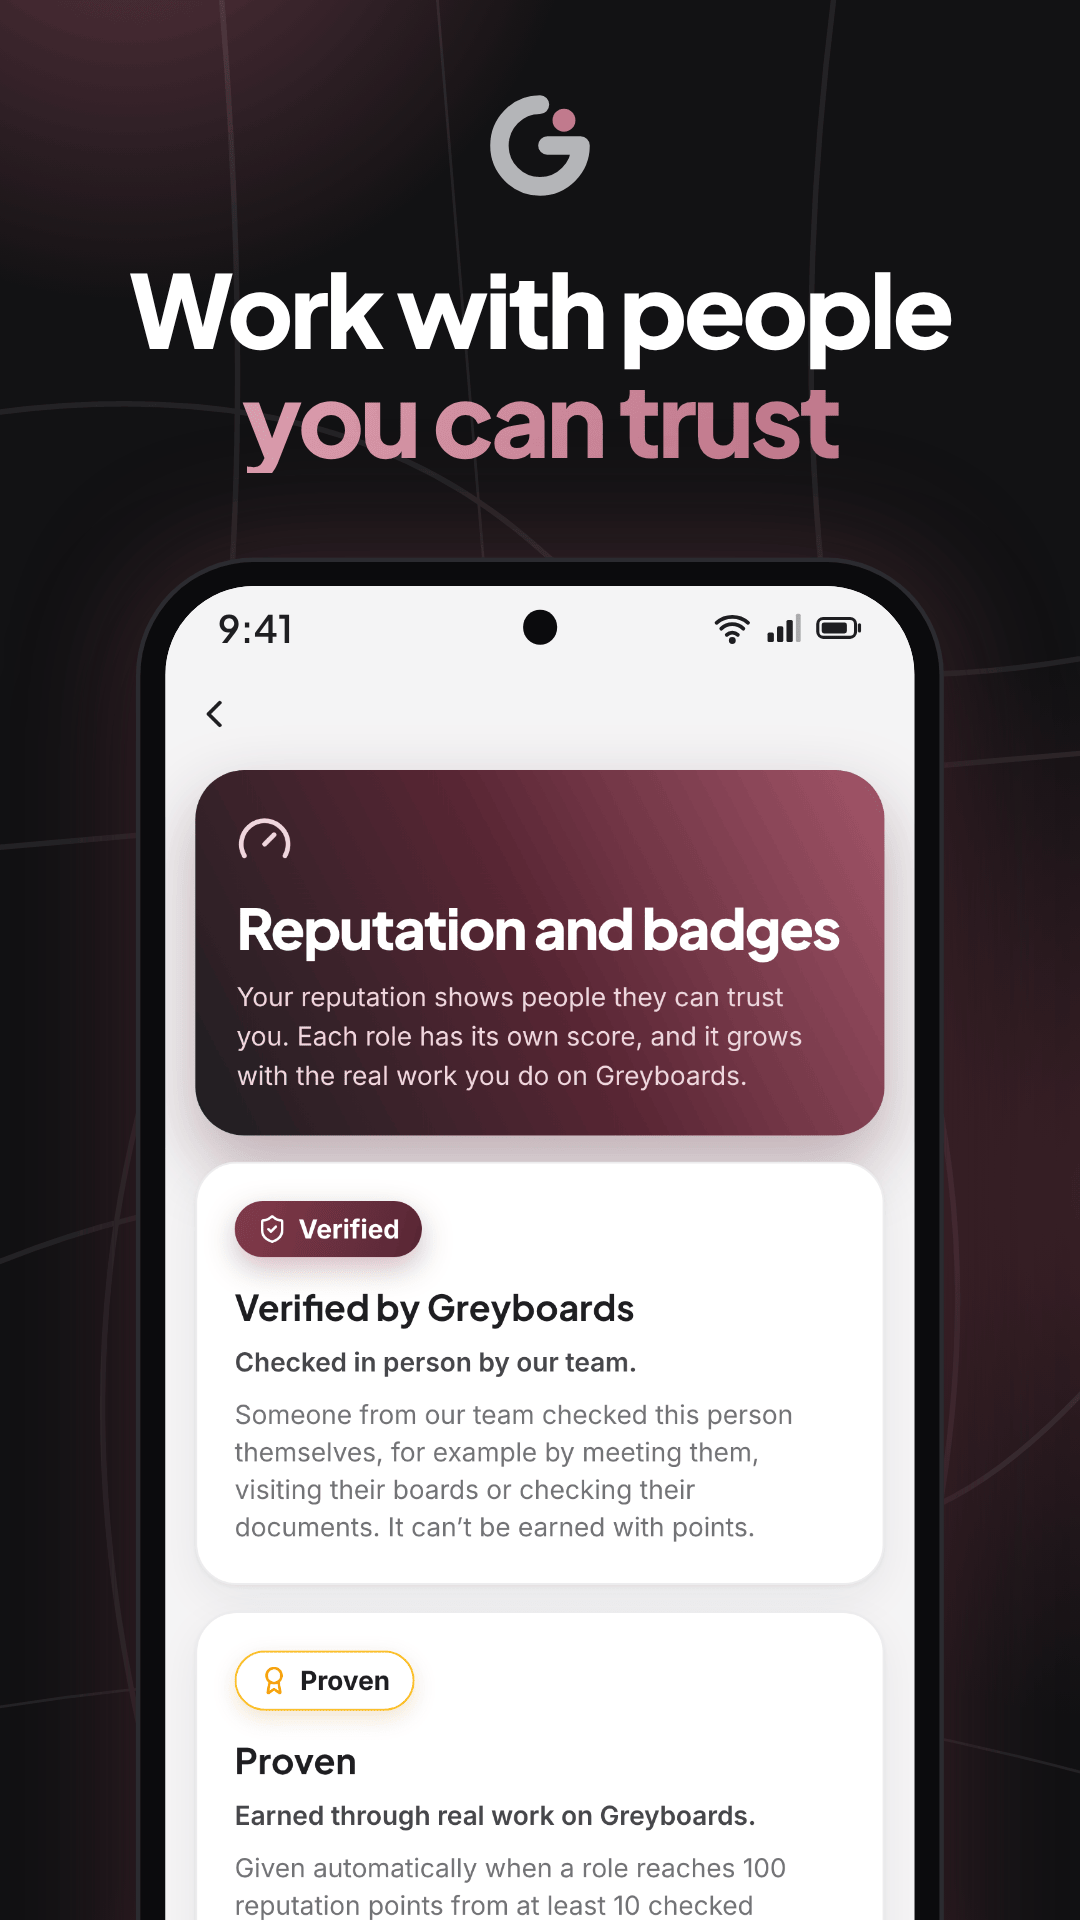 Work with people
you can trust
9:41
Reputation and badges
Your reputation shows people they can trust
you. Each role has its own score, and it grows
with the real work you do on Greyboards.
Verified
Verified by Greyboards
Checked in person by our team.
Someone from our team checked this person
themselves, for example by meeting them,
visiting their boards or checking their
documents. It can’t be earned with points.
Proven
Proven
Earned through real work on Greyboards.
Given automatically when a role reaches 100
reputation points from at least 10 checked